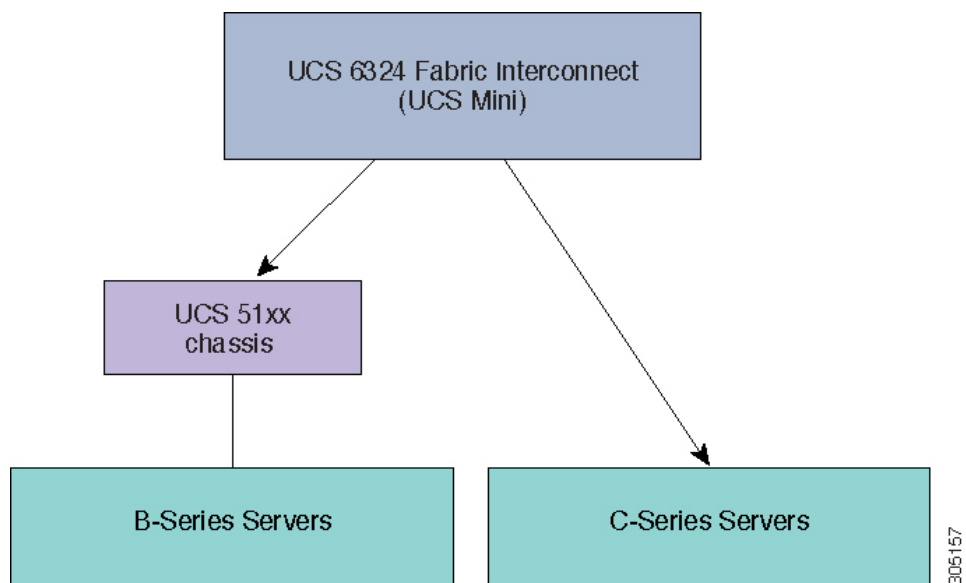 UCS 6324 Fabric Interconnect
(UCS Mini)
UCS 51xx
chassis
B-Series Servers
C-Series Servers
305157